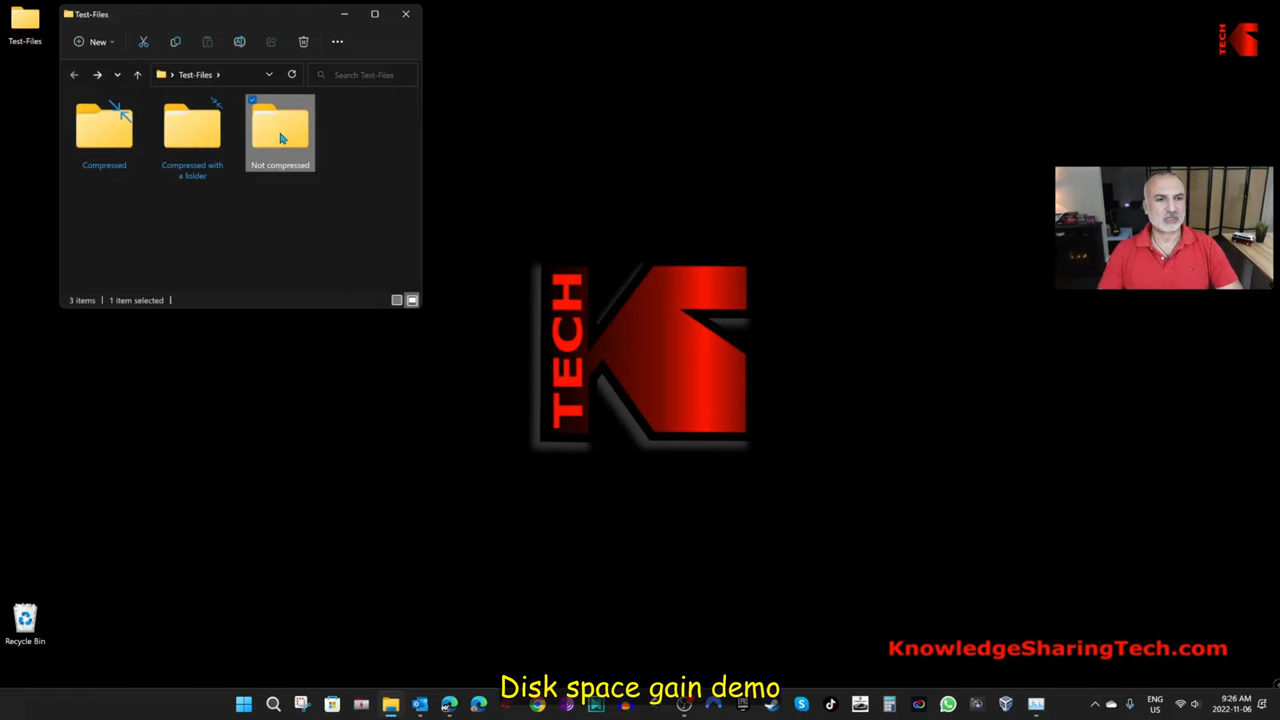 Test-Files
Test-Files
New
Test-Files
Search Test-Files
Compressed
Compressed with
a folder
Not compressed
3 items
1 item selected
TECH
TECH
Recycle Bin
KnowledgeSharingTech.com
Disk space gain demo
ENG
US
9:26 AM
2022-11-06